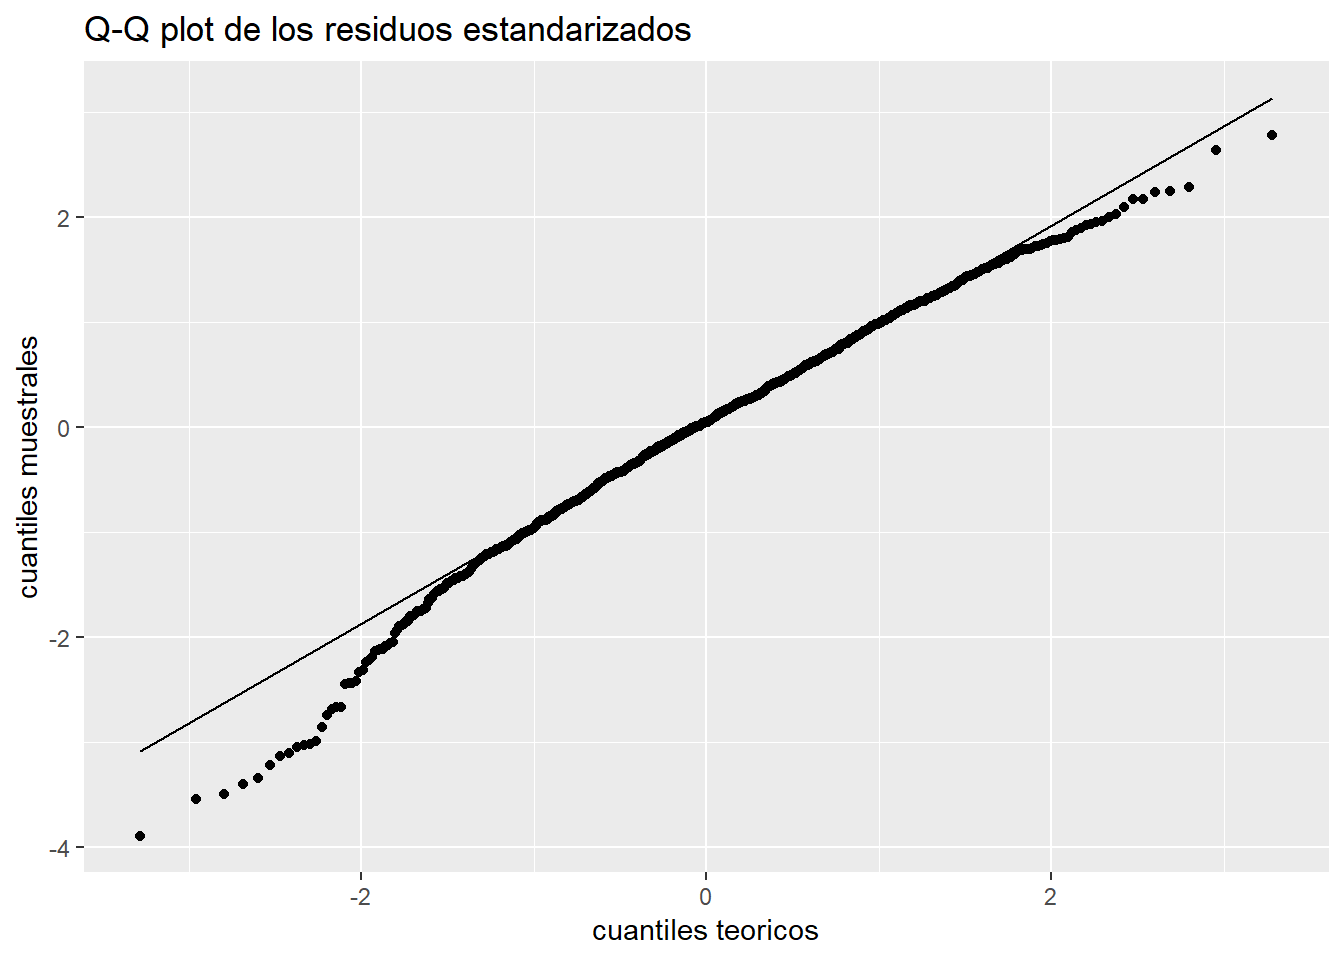 Q-Q plot de los residuos estandarizados
cuantiles muestrales
2
0
-2
-4
-2
0
2
cuantiles teoricos